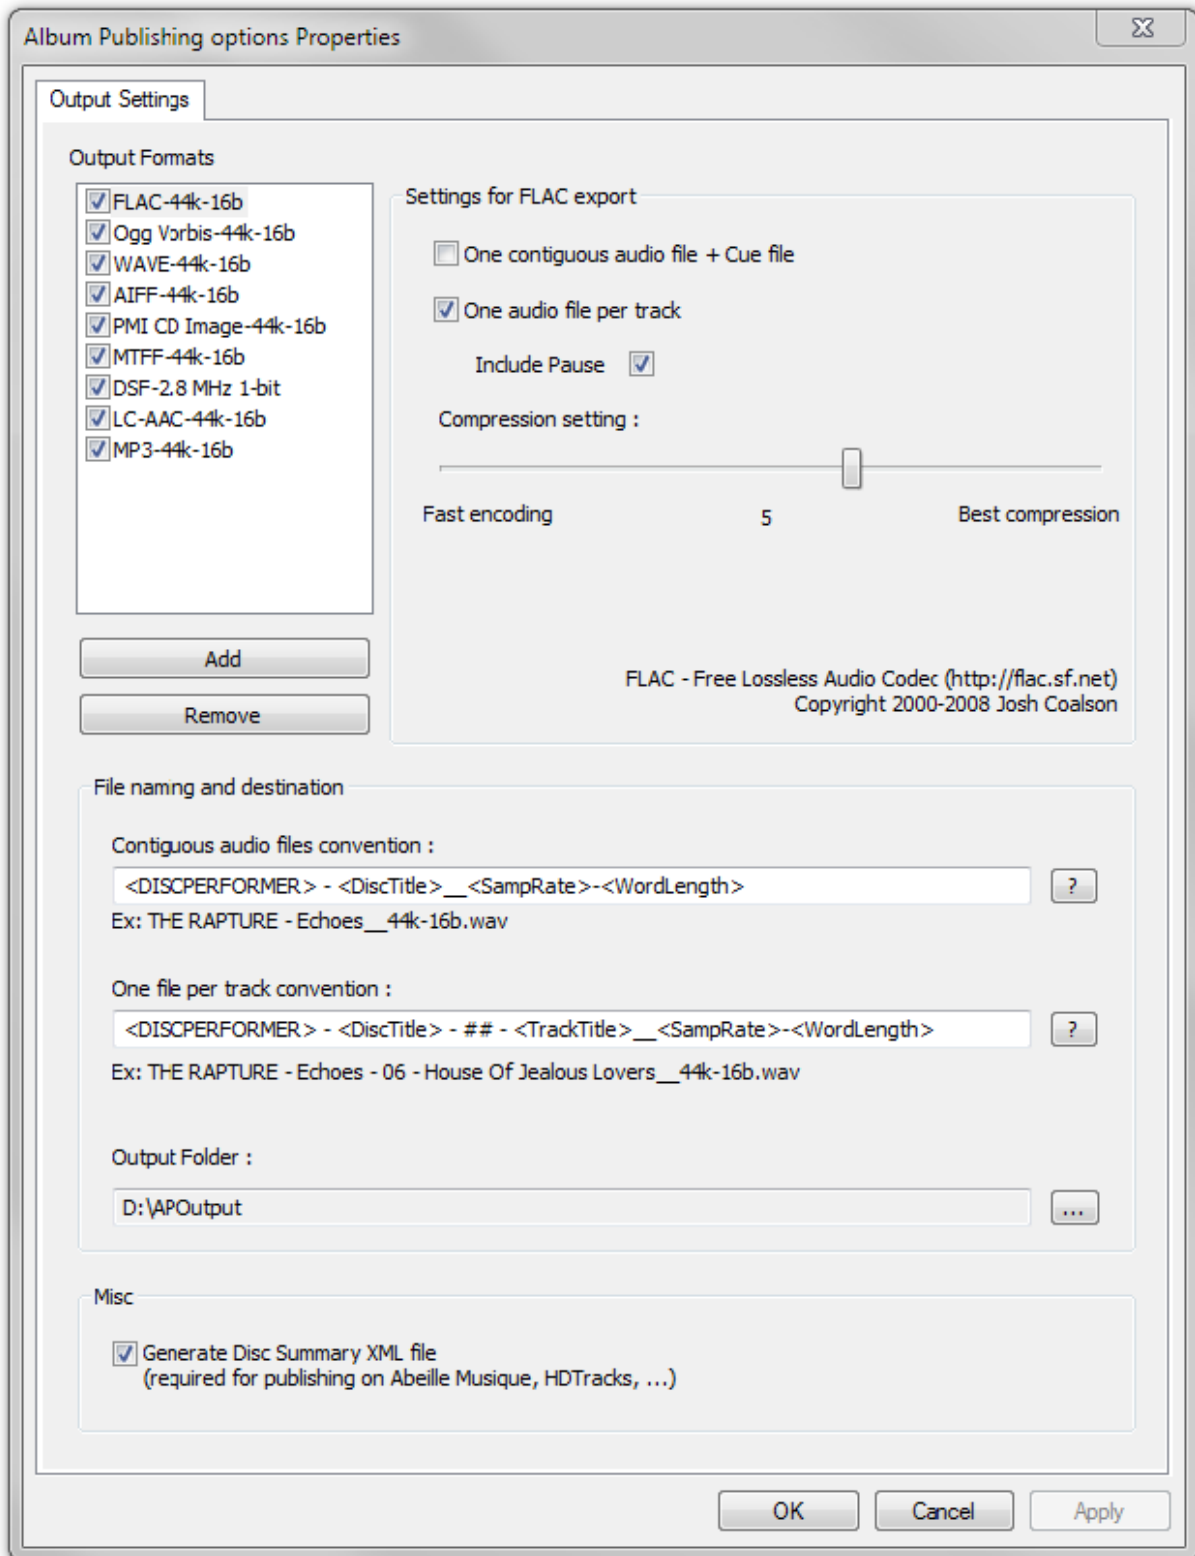 Album Publishing options Properties
Output Settings
Output Formats
FLAC-44k-16b
Ogg Vorbis-44k-16b
WAVE-44k-16b
AIFF-44k-16b
PMI CD Image-44k-16b
MTFF-44k-16b
DSF-2.8 MHz 1-bit
LC-AAC-44k-16b
MP3-44k-16b
Add
Remove
Settings for FLAC export
One contiguous audio file + Cue file
One audio file per track
Include Pause
Compression setting :
Fast encoding 5 Best compression
FLAC - Free Lossless Audio Codec (http://flac.sf.net)
Copyright 2000-2008 Josh Coalson
File naming and destination
Contiguous audio files convention :
<DISCPERFORMER> - <DiscTitle>__<SampRate>-<WordLength> ?
Ex: THE RAPTURE - Echoes__44k-16b.wav
One file per track convention :
<DISCPERFORMER> - <DiscTitle> - ## - <TrackTitle>__<SampRate>-<WordLength> ?
Ex: THE RAPTURE - Echoes - 06 - House Of Jealous Lovers__44k-16b.wav
Output Folder :
D:\APOutput ...
Misc
Generate Disc Summary XML file
(required for publishing on Abeille Musique, HDTracks, ...)
OK Cancel Apply